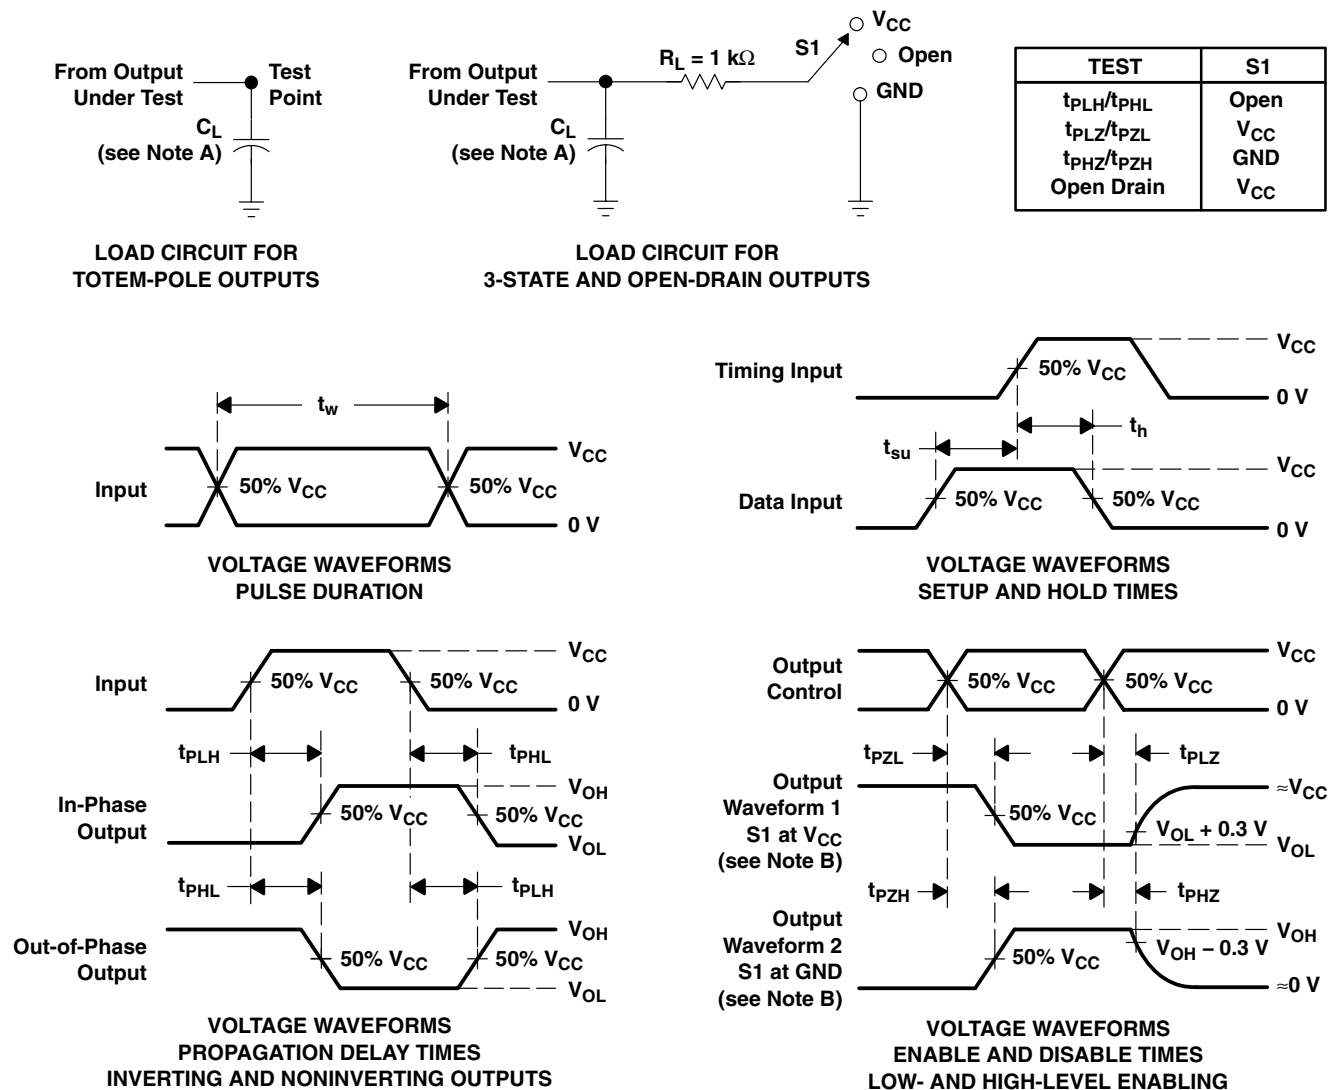 From Output
Under Test
Test
Point
CL
(see Note A)
LOAD CIRCUIT FOR
TOTEM-POLE OUTPUTS
From Output
Under Test
RL = 1 kΩ
S1
VCC
Open
GND
CL
(see Note A)
LOAD CIRCUIT FOR
3-STATE AND OPEN-DRAIN OUTPUTS
TEST S1
tPLH/tPHL Open
tPLZ/tPZL VCC
tPHZ/tPZH GND
Open Drain VCC
tw
Input
50% VCC
50% VCC
VCC
0 V
VOLTAGE WAVEFORMS
PULSE DURATION
Timing Input
50% VCC
VCC
0 V
tsu
th
Data Input
50% VCC
50% VCC
VCC
0 V
VOLTAGE WAVEFORMS
SETUP AND HOLD TIMES
Input
50% VCC
50% VCC
VCC
0 V
tPLH
tPHL
In-Phase
Output
50% VCC
50% VCC
VOH
VOL
tPHL
tPLH
Out-of-Phase
Output
50% VCC
50% VCC
VOH
VOL
VOLTAGE WAVEFORMS
PROPAGATION DELAY TIMES
INVERTING AND NONINVERTING OUTPUTS
Output
Control
50% VCC
50% VCC
VCC
0 V
tPZL
tPLZ
Output
Waveform 1
S1 at VCC
(see Note B)
50% VCC
≈VCC
VOL + 0.3 V
VOL
tPZH
tPHZ
Output
Waveform 2
S1 at GND
(see Note B)
50% VCC
VOH
VOH − 0.3 V
≈0 V
VOLTAGE WAVEFORMS
ENABLE AND DISABLE TIMES
LOW- AND HIGH-LEVEL ENABLING